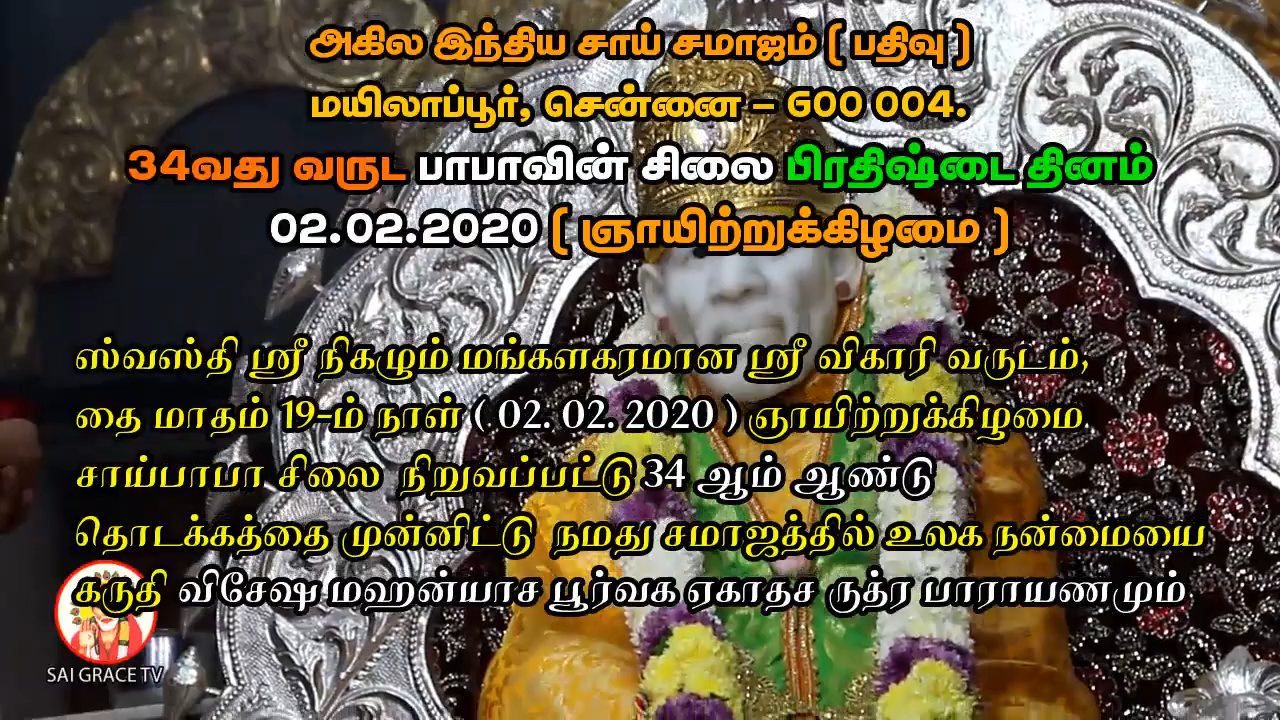 அகில இந்திய சாய் சமாஜம் ( பதிவு )
மயிலாப்பூர், சென்னை – 600 004.
34வது வருட பாபாவின் சிலை பிரதிஷ்டை தினம்
02.02.2020 ( ஞாயிற்றுக்கிழமை )
ஸ்வஸ்தி ஸ்ரீ நிகழும் மங்களகரமான ஸ்ரீ விகாரி வருடம்,
தை மாதம் 19-ம் நாள் ( 02. 02. 2020 ) ஞாயிற்றுக்கிழமை
சாய்பாபா சிலை நிறுவப்பட்டு 34 ஆம் ஆண்டு
தொடக்கத்தை முன்னிட்டு நமது சமாஜத்தில் உலக நன்மையை
கருதி விசேஷ மஹன்யாச பூர்வக ஏகாதச ருத்ர பாராயணமும்
SAI GRACE TV